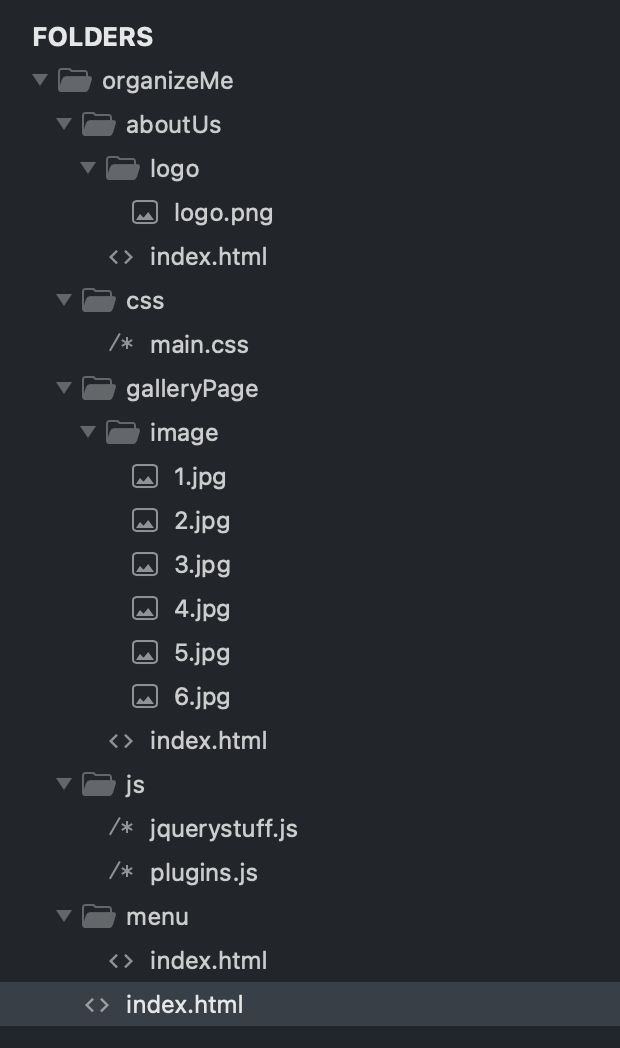 FOLDERS
organizeMe
aboutUs
logo
logo.png
<> index.html
css
/* main.css
galleryPage
image
1.jpg
2.jpg
3.jpg
4.jpg
5.jpg
6.jpg
<> index.html
js
/* jquerystuff.js
/* plugins.js
menu
<> index.html
<> index.html